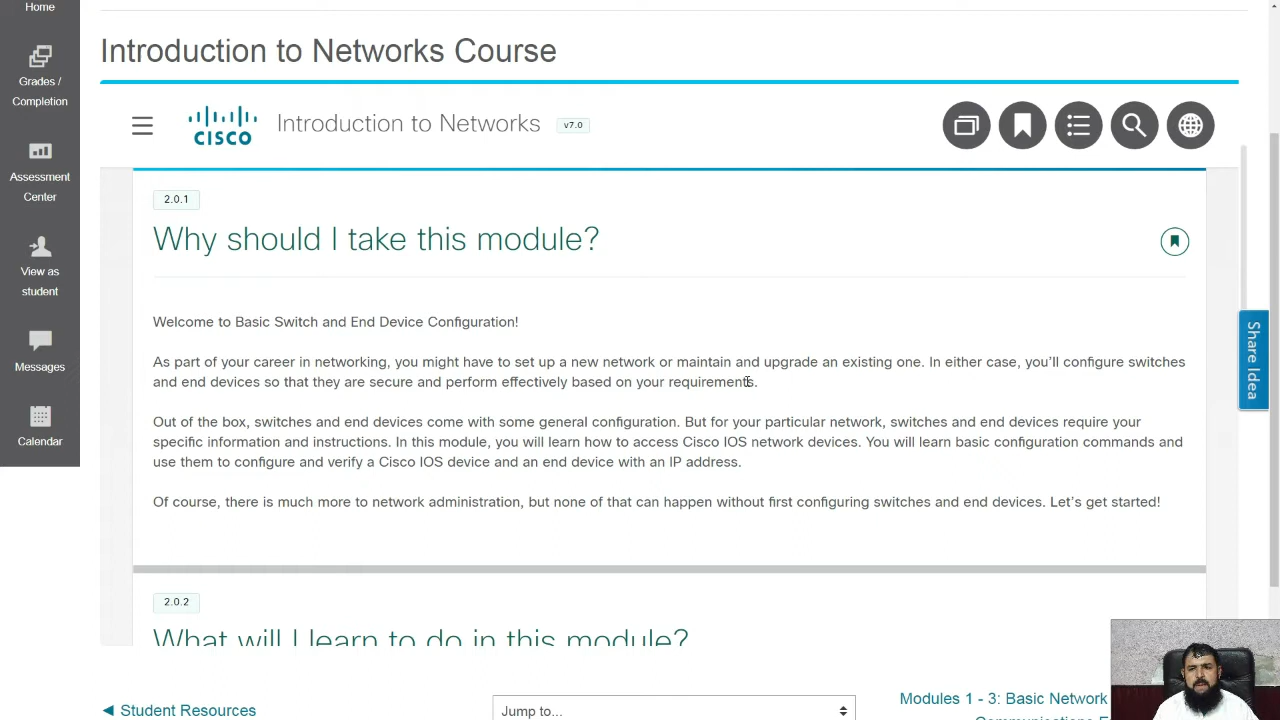 Home
Grades /
Completion
Assessment
Center
View as
student
Messages
Calendar
Introduction to Networks Course
CISCO
Introduction to Networks
v7.0
2.0.1
Why should I take this module?
Welcome to Basic Switch and End Device Configuration!
As part of your career in networking, you might have to set up a new network or maintain and upgrade an existing one. In either case, you’ll configure switches
and end devices so that they are secure and perform effectively based on your requirements.
Out of the box, switches and end devices come with some general configuration. But for your particular network, switches and end devices require your
specific information and instructions. In this module, you will learn how to access Cisco IOS network devices. You will learn basic configuration commands and
use them to configure and verify a Cisco IOS device and an end device with an IP address.
Of course, there is much more to network administration, but none of that can happen without first configuring switches and end devices. Let’s get started!
2.0.2
What will I learn to do in this module?
Share Idea
◄ Student Resources
Jump to...
Modules 1 - 3: Basic Network